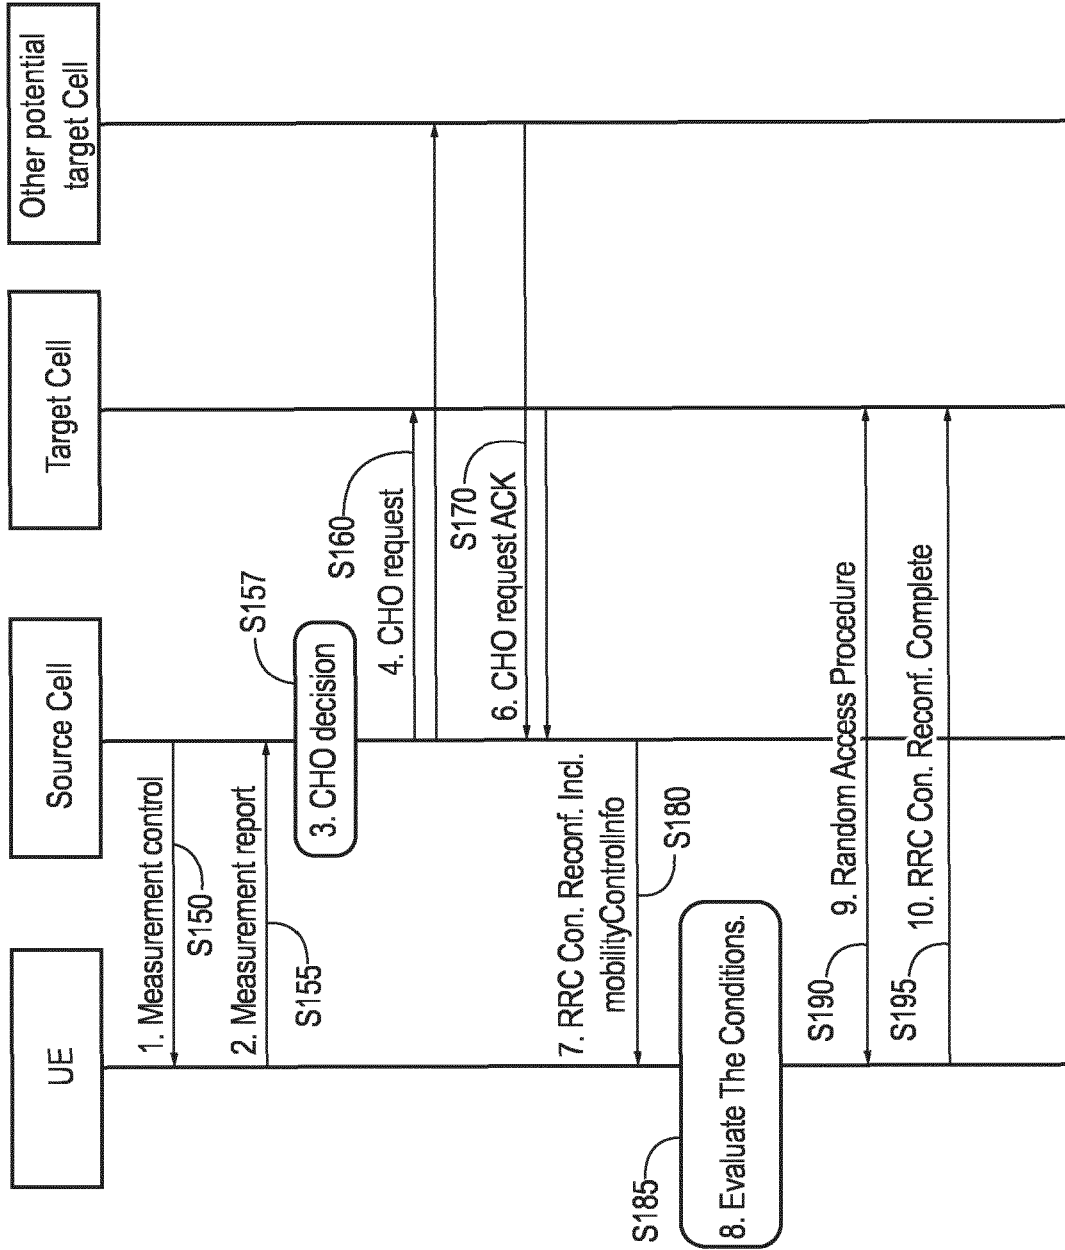 UE
Source Cell
Target Cell
Other potential
target Cell
1. Measurement control
S150
2. Measurement report
S155
S157
3. CHO decision
S160
4. CHO request
S170
6. CHO request ACK
7. RRC Con. Reconf. Incl.
mobilityControlInfo
S180
S185
8. Evaluate The Conditions.
S190
9. Random Access Procedure
S195
10. RRC Con. Reconf. Complete